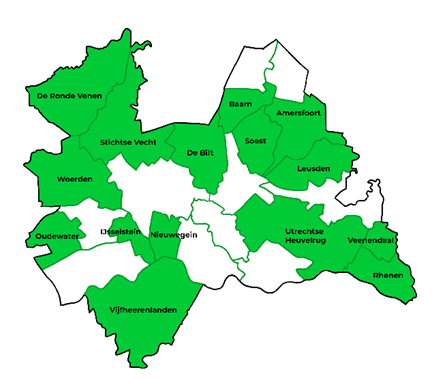 De Ronde Venen
Baarn
Amersfoort
Stichtse Vecht
De Bilt
Soest
Leusden
Woerden
Oudewater
IJsselstein
Nieuwegein
Utrechtse
Heuvelrug
Veenendaal
Rhenen
Vijfheerenlanden